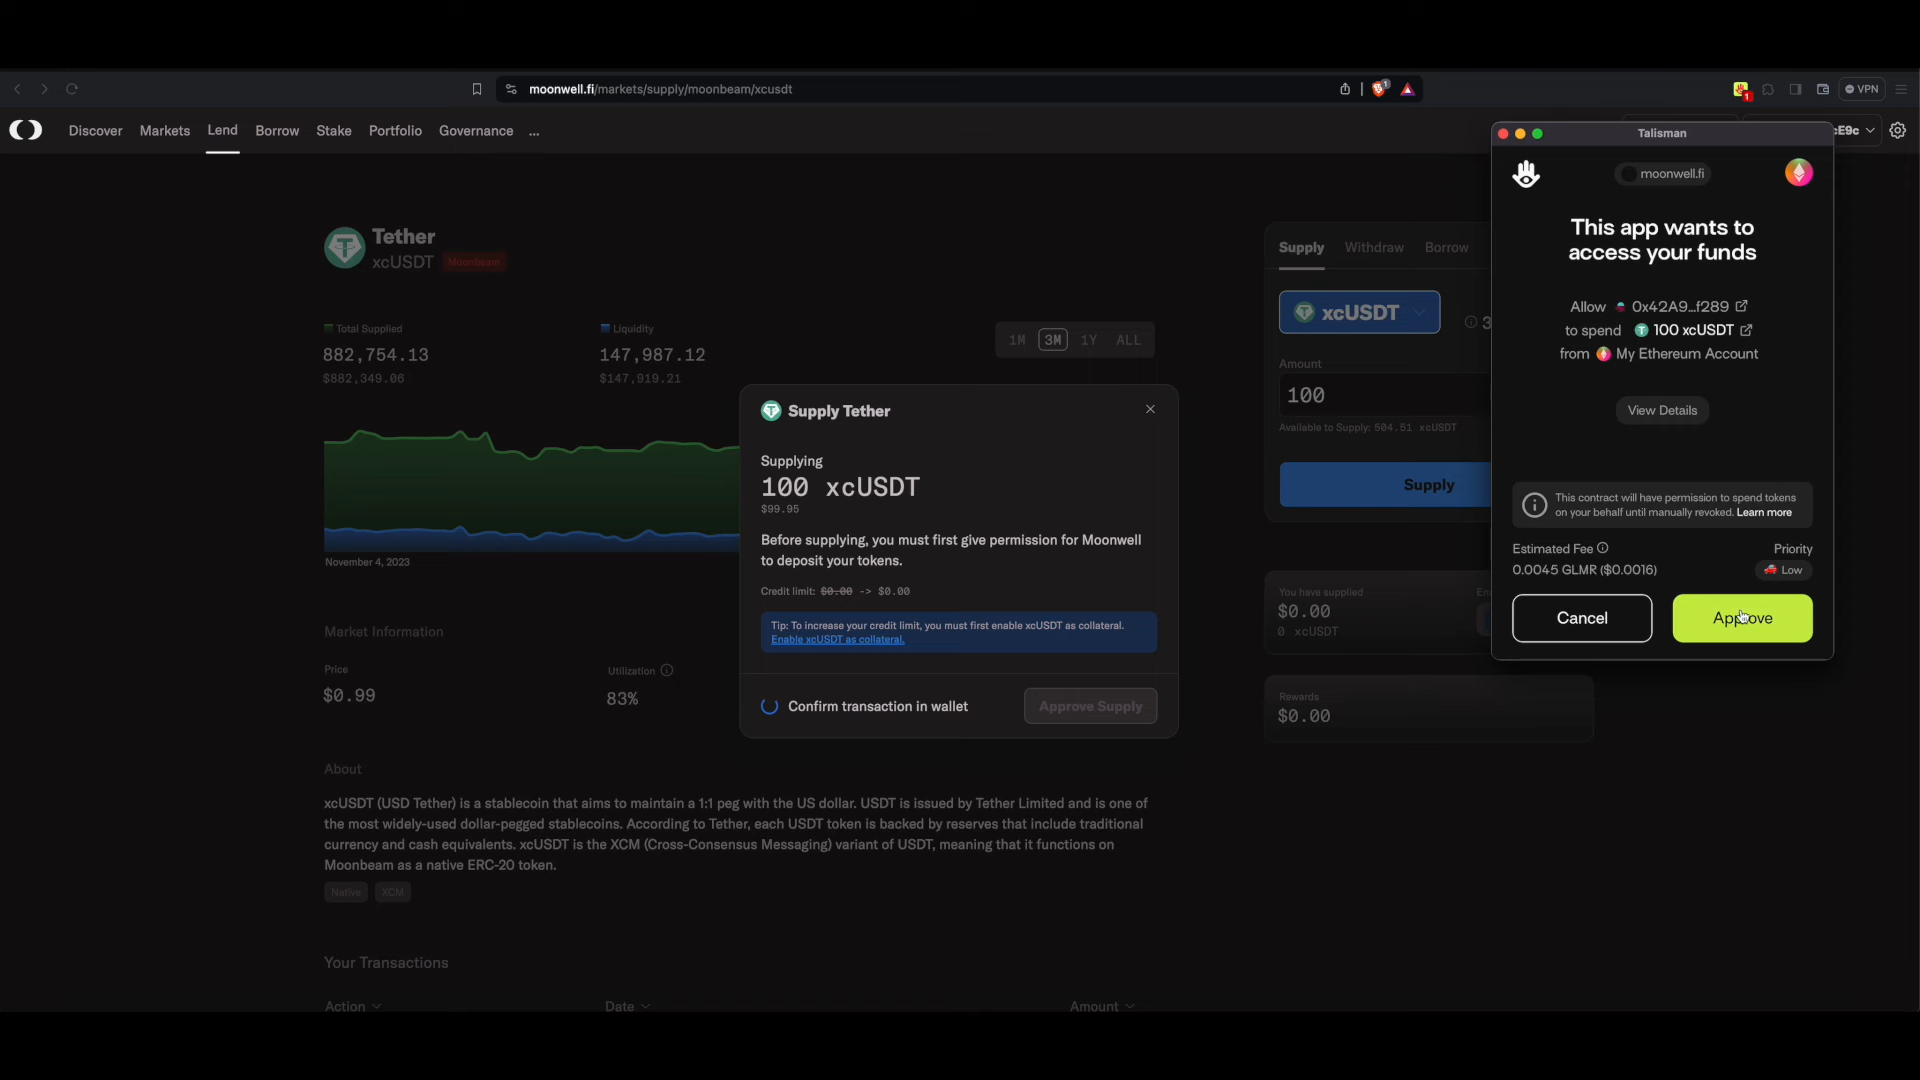 moonwell.fi/markets/supply/moonbeam/xcusdt
1
1
VPN
Discover
Markets
Lend
Borrow
Stake
Portfolio
Governance
...
cE9c
Talisman
moonwell.fi
This app wants to
access your funds
Allow 0x42A9...f289
to spend 100 xcUSDT
from My Ethereum Account
View Details
This contract will have permission to spend tokens
on your behalf until manually revoked. Learn more
Estimated Fee
Priority
0.0045 GLMR ($0.0016)
Low
Cancel
Approve
Tether
xcUSDT
Moonbeam
Total Supplied
882,754.13
$882,349.06
Liquidity
147,987.12
$147,919.21
1M
3M
1Y
ALL
November 4, 2023
Supply
Withdraw
Borrow
xcUSDT
3
Amount
100
Available to Supply: 504.51 xcUSDT
Supply
Supply Tether
Supplying
100 xcUSDT
$99.95
Before supplying, you must first give permission for Moonwell
to deposit your tokens.
Credit limit: $0.00 -> $0.00
Tip: To increase your credit limit, you must first enable xcUSDT as collateral.
Enable xcUSDT as collateral.
Confirm transaction in wallet
Approve Supply
You have supplied
En
$0.00
0 xcUSDT
Rewards
$0.00
Market Information
Price
$0.99
Utilization
83%
About
xcUSDT (USD Tether) is a stablecoin that aims to maintain a 1:1 peg with the US dollar. USDT is issued by Tether Limited and is one of
the most widely-used dollar-pegged stablecoins. According to Tether, each USDT token is backed by reserves that include traditional
currency and cash equivalents. xcUSDT is the XCM (Cross-Consensus Messaging) variant of USDT, meaning that it functions on
Moonbeam as a native ERC-20 token.
Native
XCM
Your Transactions
Action
Date
Amount